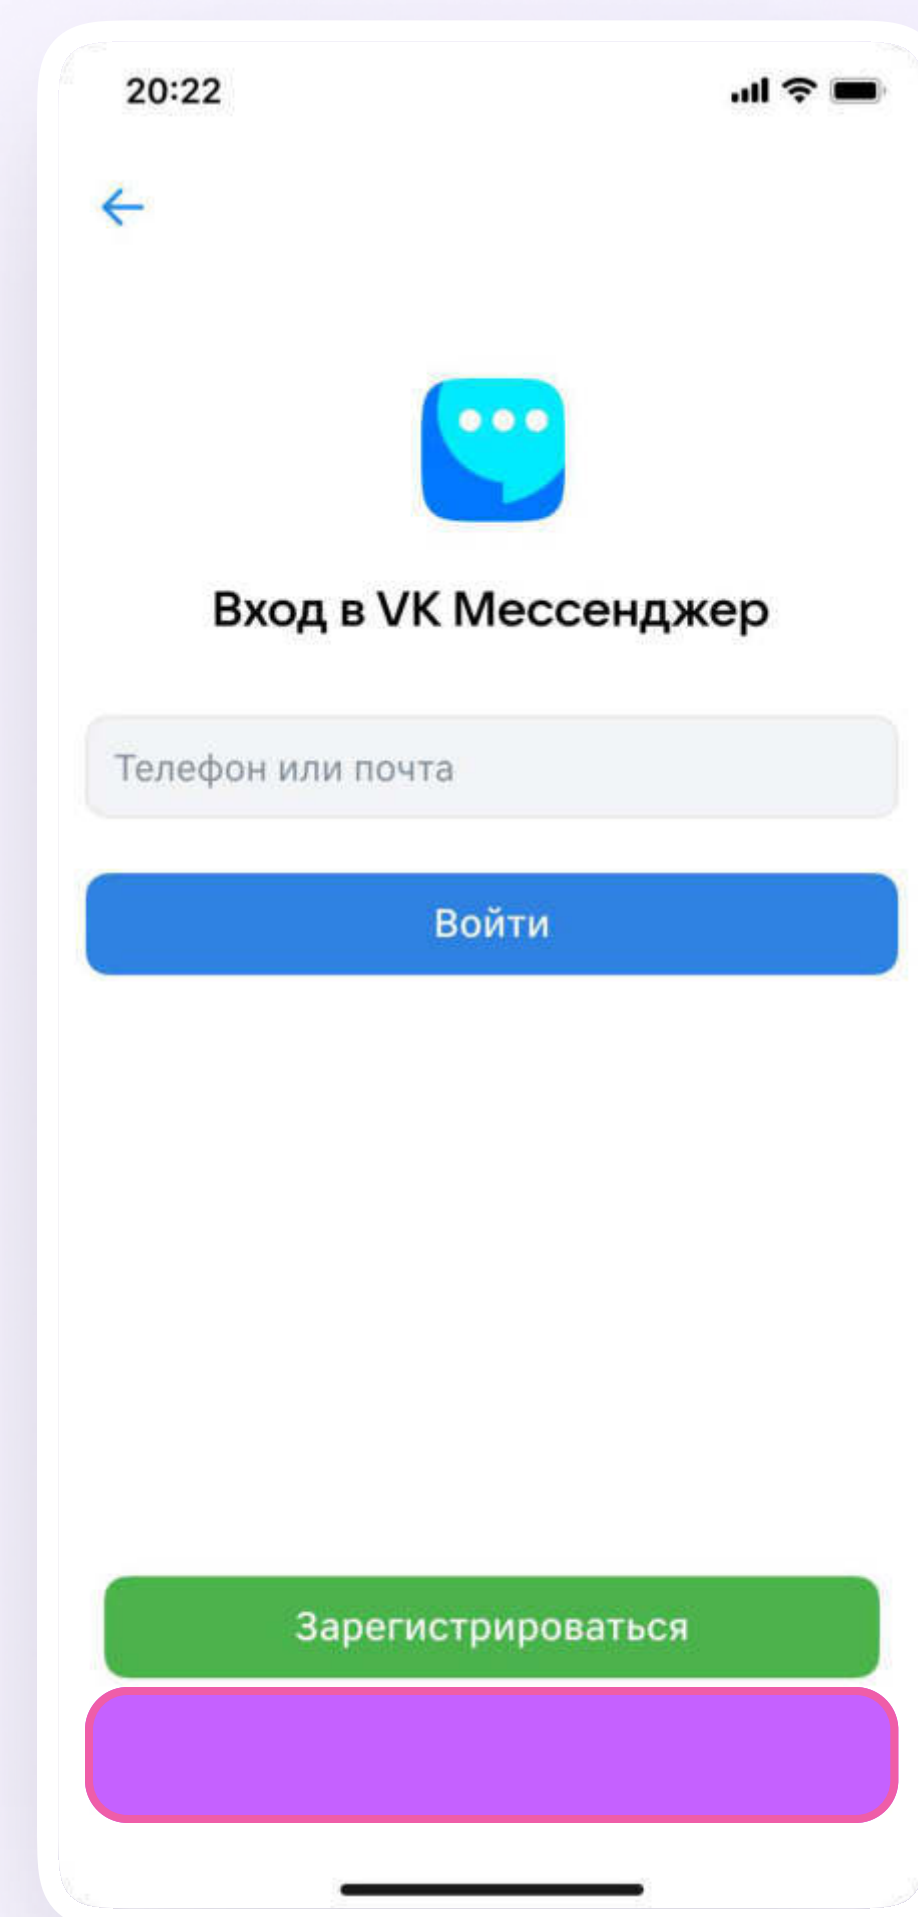 20:22
Вход в VK Мессенджер
Телефон или почта
Войти
Зарегистрироваться